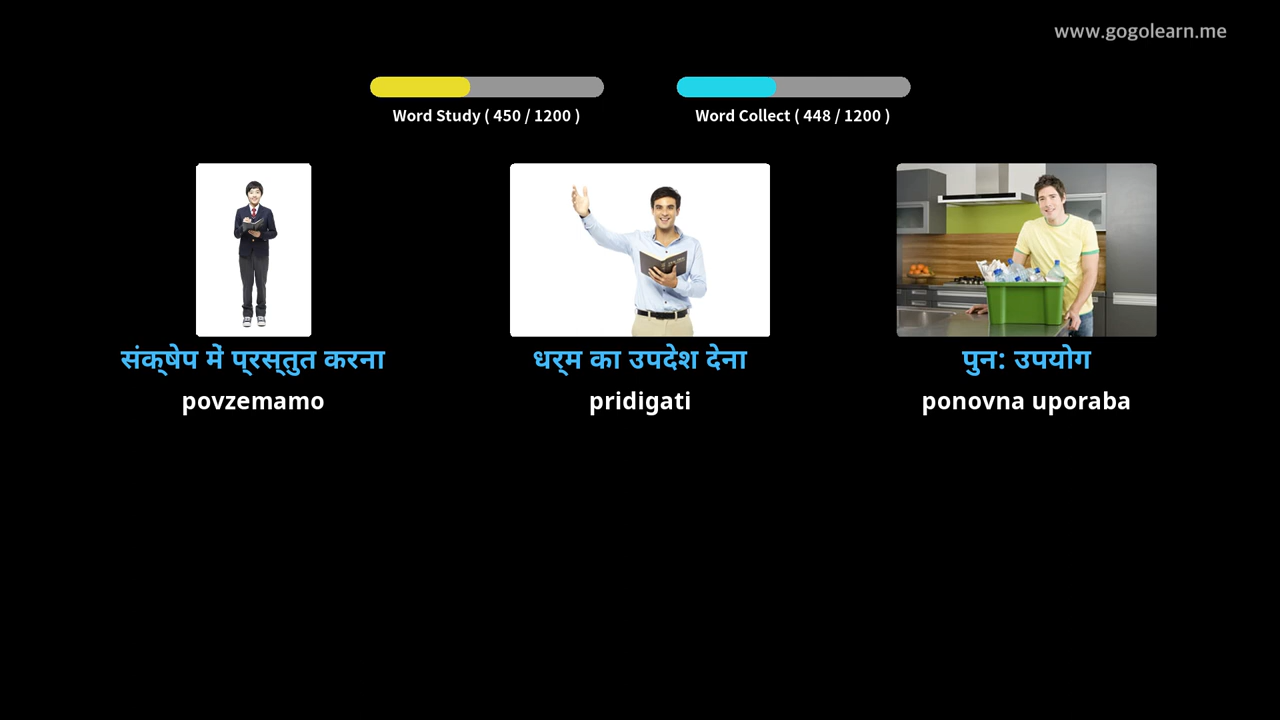 www.gogolearn.me
Word Study ( 450 / 1200 )
Word Collect ( 448 / 1200 )
संक्षेप में प्रस्तुत करना
धर्म का उपदेश देना
पुन: उपयोग
povzemamo
pridigati
ponovna uporaba